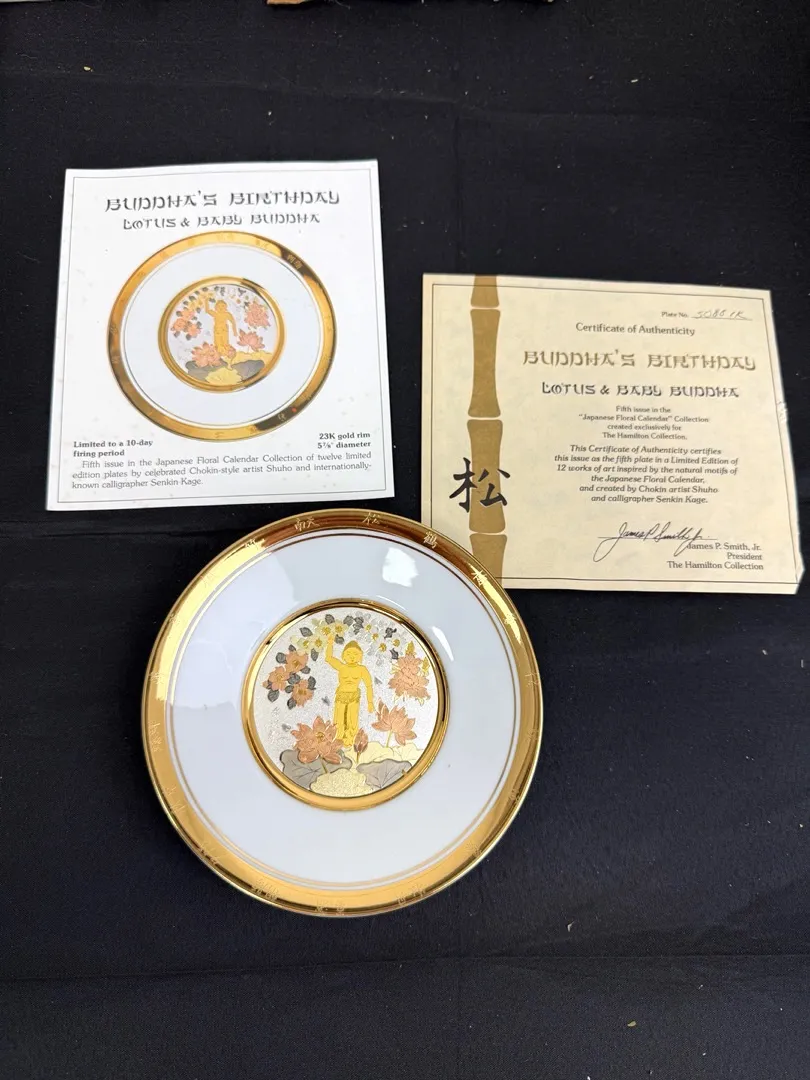 BUDDHA'S BIRTHDAY
LOTUS & BABY BUDDHA
Limited to a 10-day
firing period
23K gold rim
5⅞" diameter
Fifth issue in the Japanese Floral Calendar Collection of twelve limited
edition plates by celebrated Chokin-style artist Shuho and internationally-
known calligrapher Senkin Kage.
Plate No.
Certificate of Authenticity
BUDDHA'S BIRTHDAY
LOTUS & BABY BUDDHA
Fifth issue in the
"Japanese Floral Calendar" Collection
created exclusively for
The Hamilton Collection.
This Certificate of Authenticity certifies
this issue as the fifth plate in a Limited Edition of
12 works of art inspired by the natural motifs of
the Japanese Floral Calendar,
and created by Chokin artist Shuho
and calligrapher Senkin Kage.
松
James P. Smith, Jr.
James P. Smith, Jr.
President
The Hamilton Collection
松 鶴